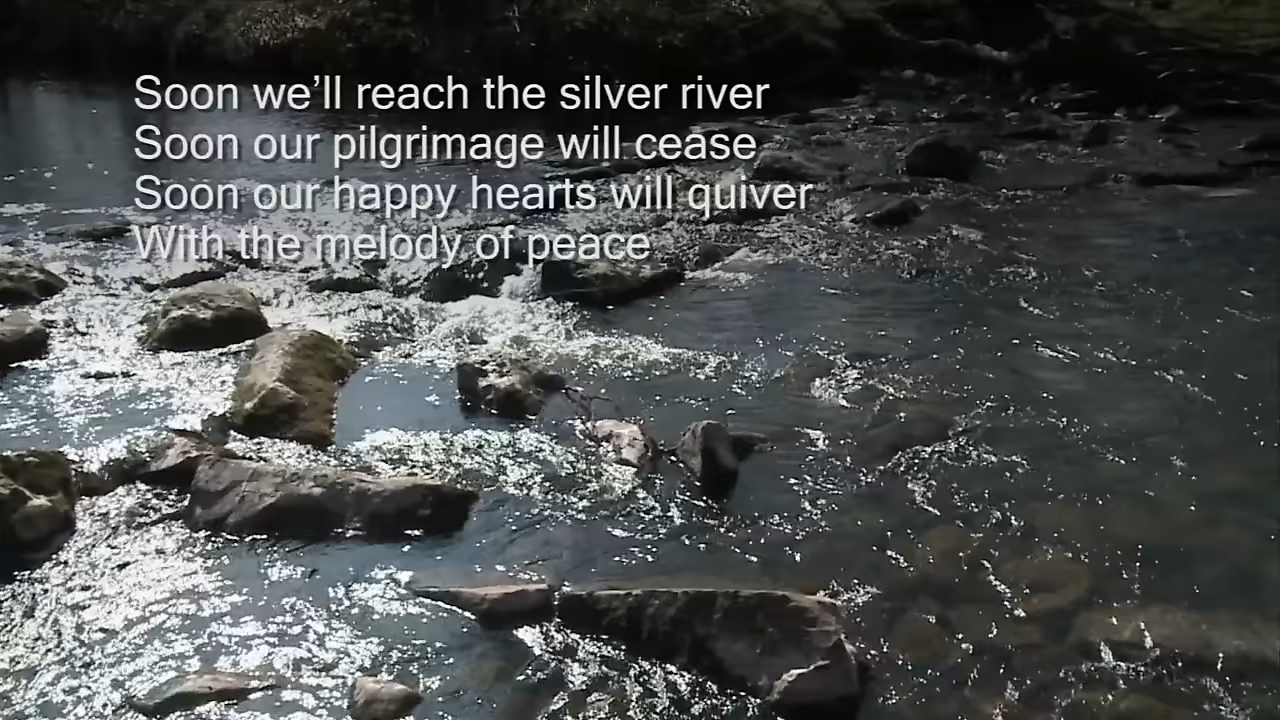 Soon we’ll reach the silver river
Soon our pilgrimage will cease
Soon our happy hearts will quiver
With the melody of peace